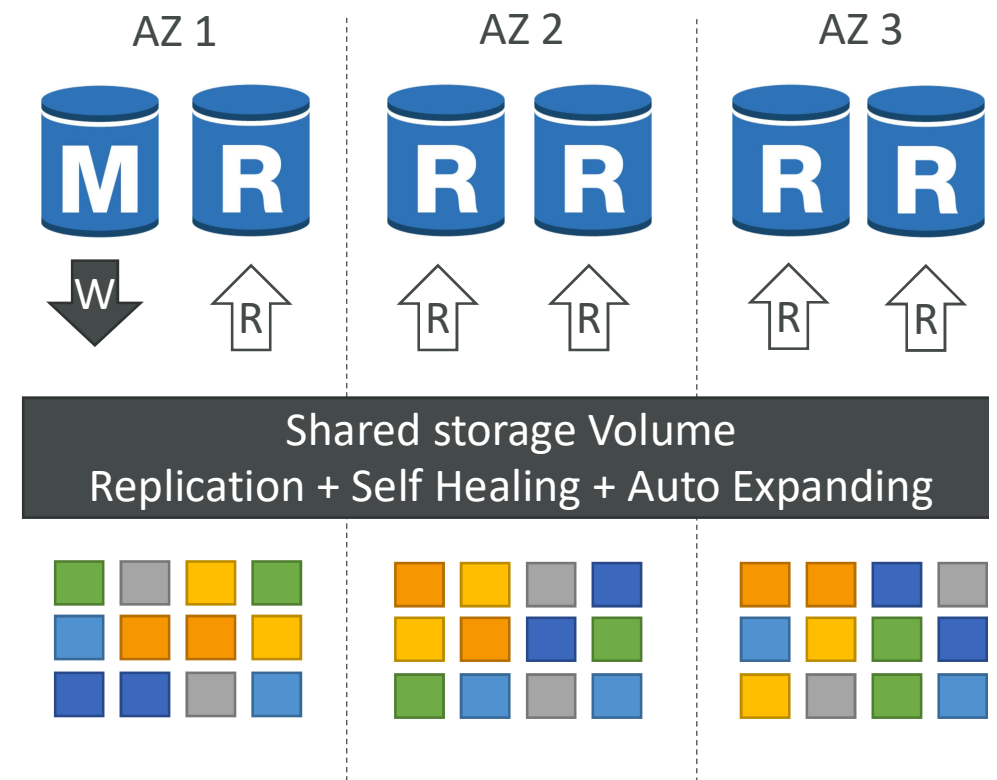 AZ 1
AZ 2
AZ 3
M
R
R
R
R
R
W
R
R
R
R
R
Shared storage Volume
Replication + Self Healing + Auto Expanding